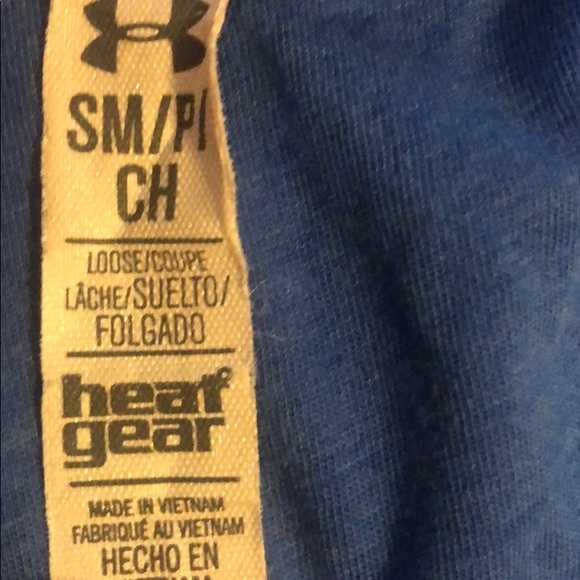 SM/P/
CH
LOOSE/COUPE
LÂCHE/SUELTO/
FOLGADO
heat
gear
MADE IN VIETNAM
FABRIQUÉ AU VIETNAM
HECHO EN